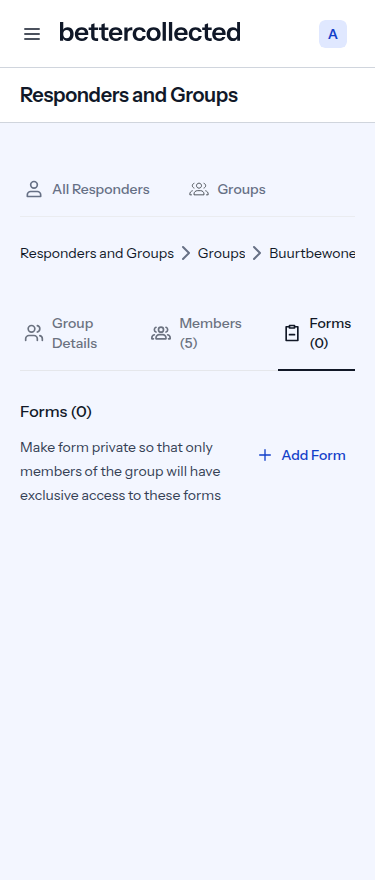 bettercollected
A
Responders and Groups
All Responders
Groups
Responders and Groups
Groups
Buurtbewone
Group
Details
Members
(5)
Forms
(0)
Forms (0)
Make form private so that only
members of the group will have
exclusive access to these forms
Add Form